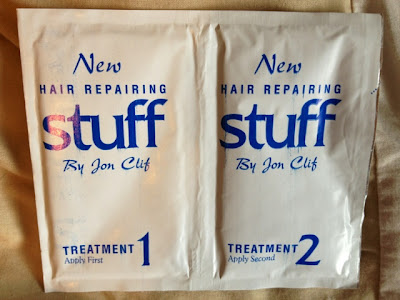 New
HAIR REPAIRING
stuff
By Jon Clif
TREATMENT 1
Apply First
New
HAIR REPAIRING
stuff
By Jon Clif
TREATMENT 2
Apply Second